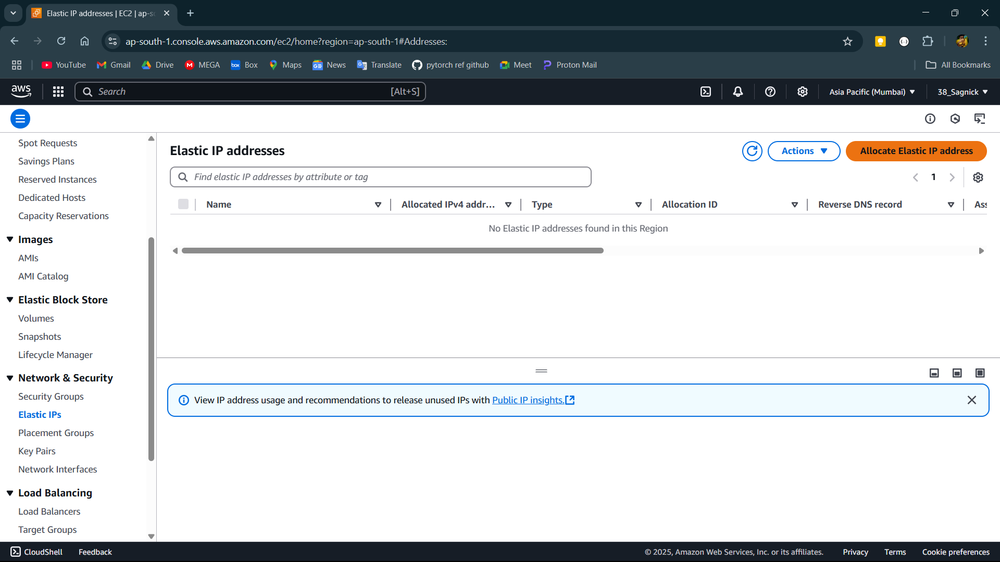 Elastic IP addresses | EC2 | ap-so
ap-south-1.console.aws.amazon.com/ec2/home?region=ap-south-1#Addresses:
YouTube Gmail Drive MEGA Box Maps News Translate pytorch ref github Meet Proton Mail All Bookmarks
aws Search [Alt+S] Asia Pacific (Mumbai) 38_Sagnick
Spot Requests
Savings Plans
Reserved Instances
Dedicated Hosts
Capacity Reservations
Images
AMIs
AMI Catalog
Elastic Block Store
Volumes
Snapshots
Lifecycle Manager
Network & Security
Security Groups
Elastic IPs
Placement Groups
Key Pairs
Network Interfaces
Load Balancing
Load Balancers
Target Groups
Elastic IP addresses Actions Allocate Elastic IP address
Find elastic IP addresses by attribute or tag 1
Name Allocated IPv4 addr... Type Allocation ID Reverse DNS record Ass
No Elastic IP addresses found in this Region
View IP address usage and recommendations to release unused IPs with Public IP insights.
CloudShell Feedback © 2025, Amazon Web Services, Inc. or its affiliates. Privacy Terms Cookie preferences